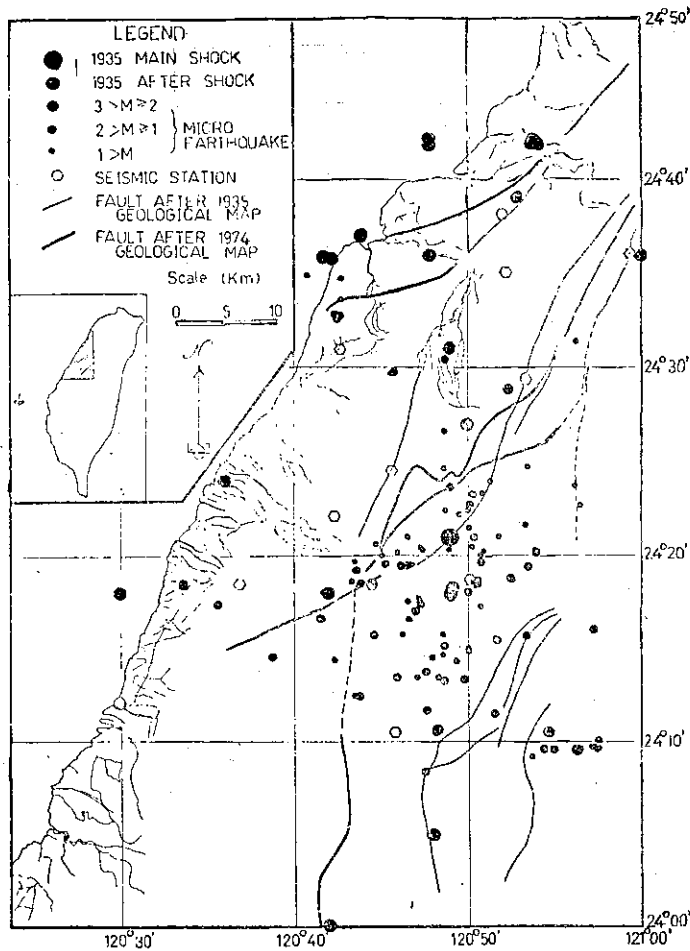 LEGEND
1935 MAIN SHOCK
1935 AFTER SHOCK
3 >M≥2
2 >M≥1
MICRO
EARTHQUAKE
1>M
SEISMIC STATION
FAULT AFTER 1935
GEOLOGICAL MAP
FAULT AFTER 1974
GEOLOGICAL MAP
Scale (Km)
0 5 10
N
24°50'
24°40'
24°30'
24°20'
24°10'
24°00'
120°30' 120°40' 120°50' 121°00'